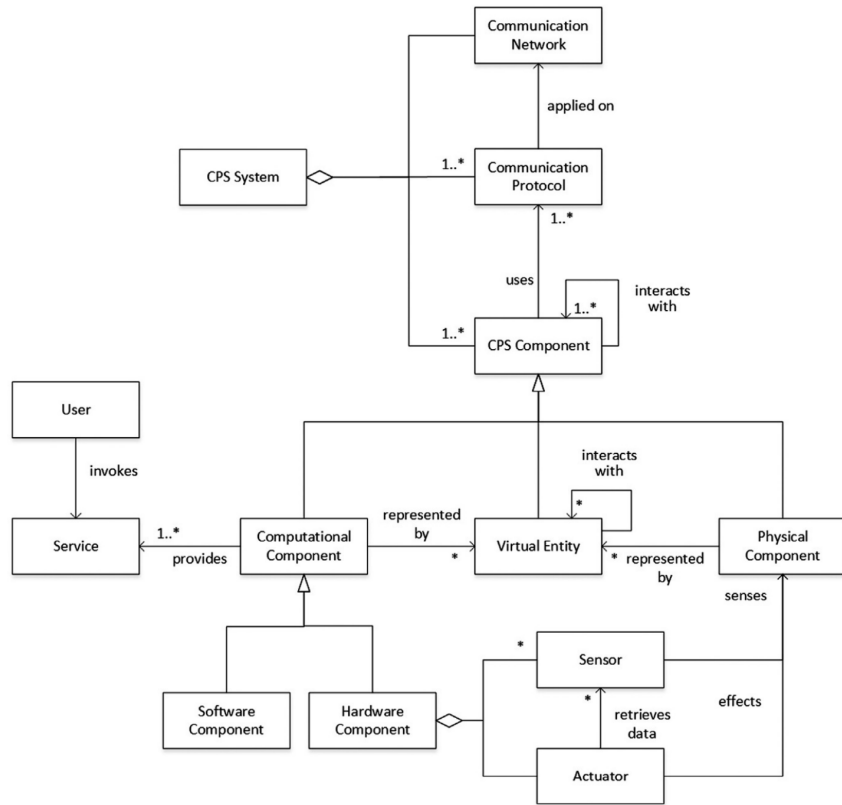 Communication
Network
applied on
CPS System
1..*
Communication
Protocol
1..*
uses
interacts
with
1..*
1..*
CPS Component
User
invokes
interacts
with
*
represented
by
1..*
Service
provides
Computational
Component
*
Virtual Entity
*
represented
by
Physical
Component
senses
*
Sensor
*
effects
retrieves
data
Software
Component
Hardware
Component
Actuator